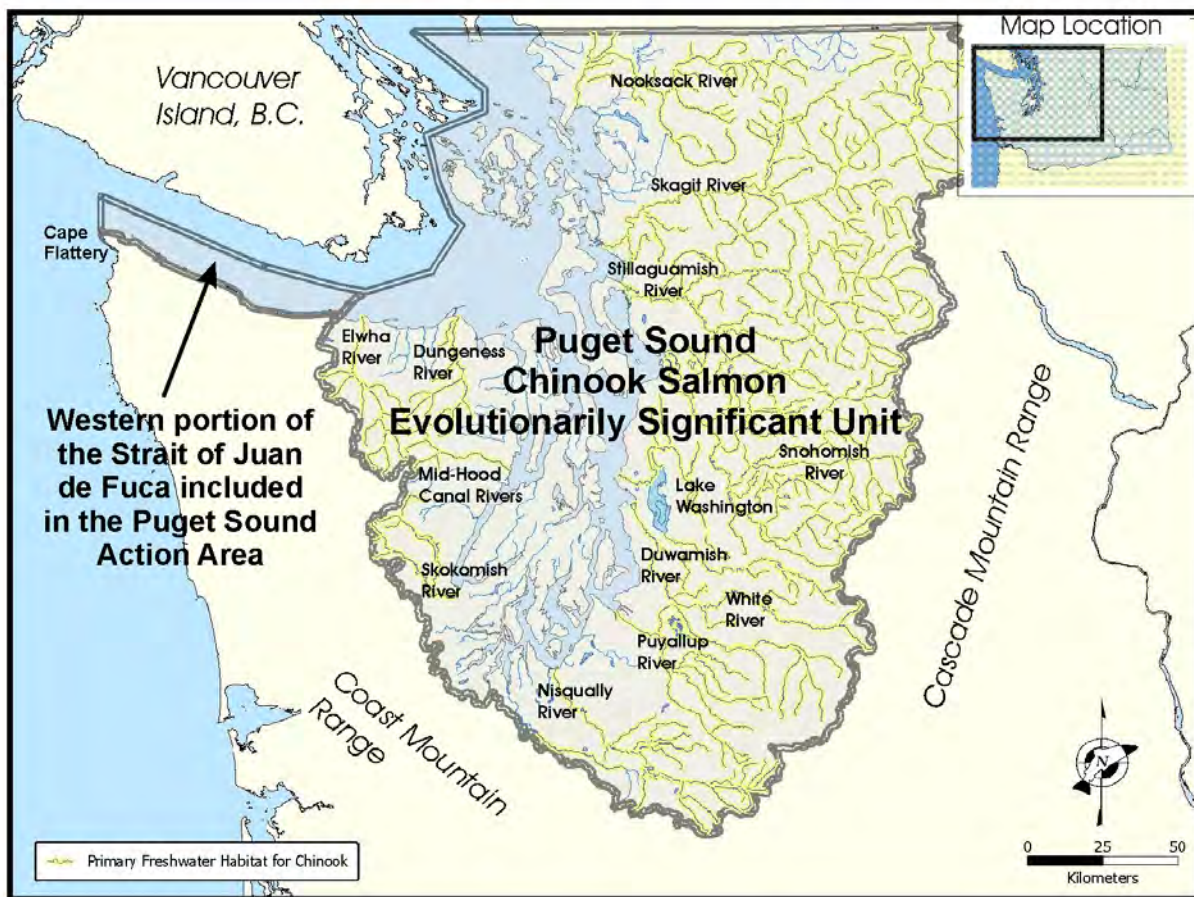 Map Location
Vancouver
Island, B.C.
Nooksack River
Skagit River
Cape
Flattery
Stillaguamish
River
Elwha
River
Dungeness
River
Puget Sound
Chinook Salmon
Evolutionarily Significant Unit
Western portion of
the Strait of Juan
de Fuca included
in the Puget Sound
Action Area
Mid-Hood
Canal Rivers
Snohomish
River
Lake
Washington
Skokomish
River
Duwamish
River
White
River
Puyallup
River
Nisqually
River
Coast Mountain
Range
Cascade Mountain Range
N
Primary Freshwater Habitat for Chinook
0 25 50
Kilometers